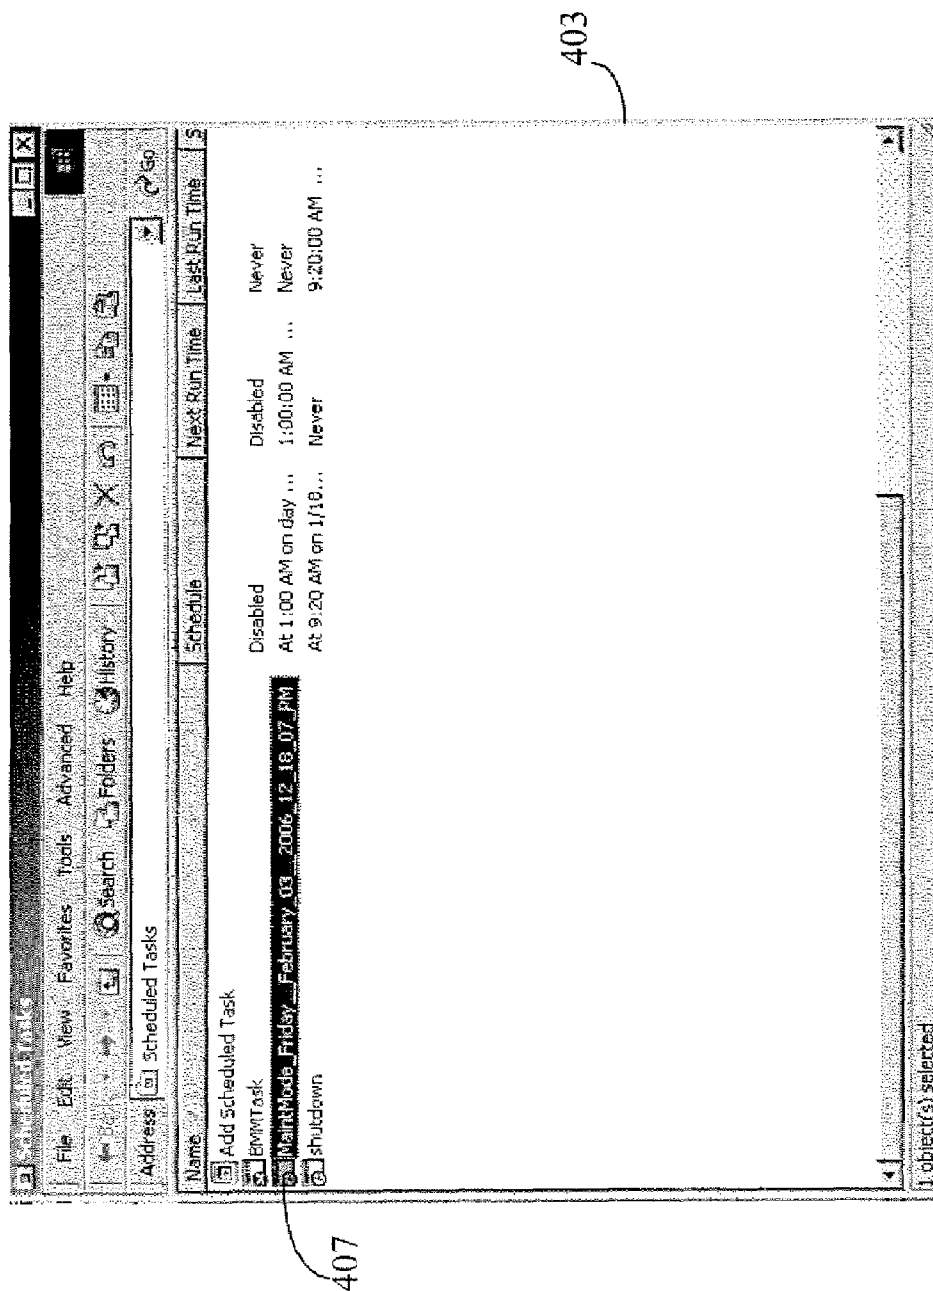 Scheduled Tasks
File Edit View Favorites Tools Advanced Help
Search Folders History
Address Scheduled Tasks Go
Name Schedule Next Run Time Last Run Time S
Add Scheduled Task
BMMTask Disabled Disabled Never
MaintMode_Friday__February_03__2006_12_18_07_PM At 1:00 AM on day ... 1:00:00 AM ... Never
shutdown At 9:20 AM on 1/18... Never 9:20:00 AM ...
1 object(s) selected
403
407